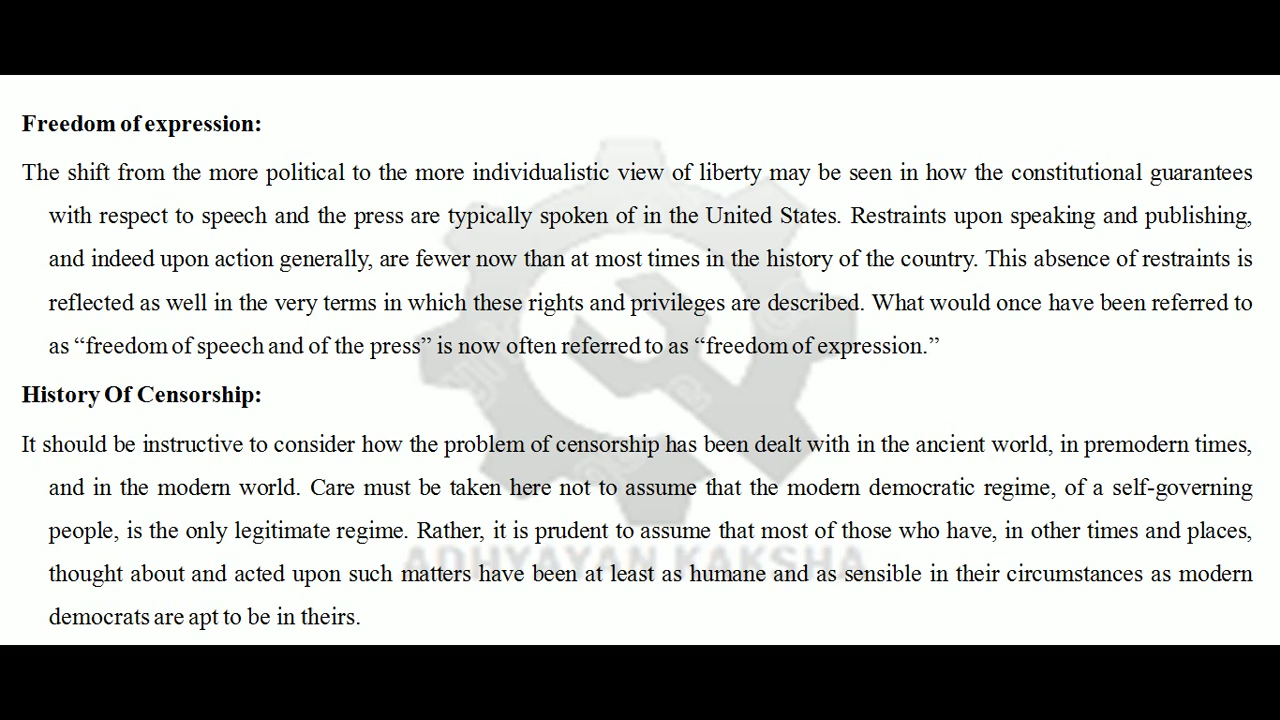 Freedom of expression:
The shift from the more political to the more individualistic view of liberty may be seen in how the constitutional guarantees
with respect to speech and the press are typically spoken of in the United States. Restraints upon speaking and publishing,
and indeed upon action generally, are fewer now than at most times in the history of the country. This absence of restraints is
reflected as well in the very terms in which these rights and privileges are described. What would once have been referred to
as “freedom of speech and of the press” is now often referred to as “freedom of expression.”
History Of Censorship:
It should be instructive to consider how the problem of censorship has been dealt with in the ancient world, in premodern times,
and in the modern world. Care must be taken here not to assume that the modern democratic regime, of a self-governing
people, is the only legitimate regime. Rather, it is prudent to assume that most of those who have, in other times and places,
ADHYAYAN KAKSHA
thought about and acted upon such matters have been at least as humane and as sensible in their circumstances as modern
democrats are apt to be in theirs.